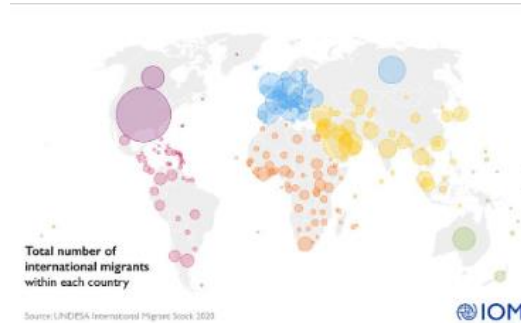 Total number of
international migrants
within each country
Source: UNDESA International Migrant Stock 2020
IOM